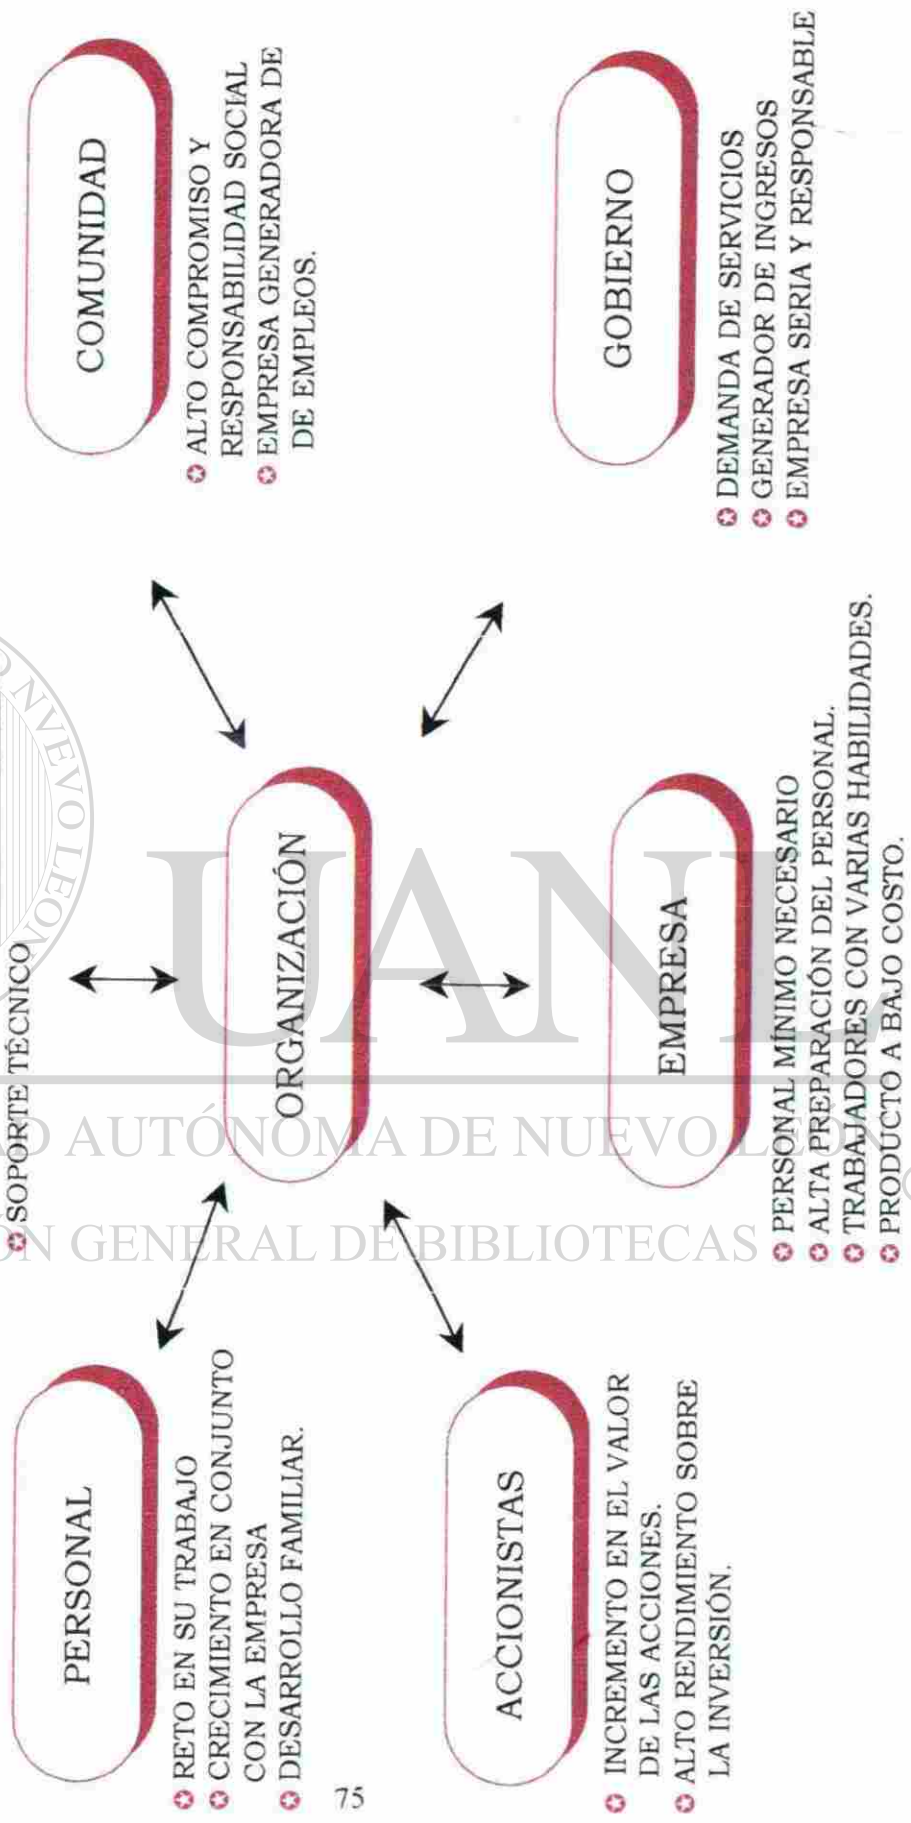 SOPORTE TÉCNICO
PERSONAL
RETO EN SU TRABAJO
CRECIMIENTO EN CONJUNTO
CON LA EMPRESA
DESARROLLO FAMILIAR.
ORGANIZACIÓN
COMUNIDAD
ALTO COMPROMISO Y
RESPONSABILIDAD SOCIAL
EMPRESA GENERADORA DE
DE EMPLEOS.
ACCIONISTAS
INCREMENTO EN EL VALOR
DE LAS ACCIONES.
ALTO RENDIMIENTO SOBRE
LA INVERSIÓN.
EMPRESA
PERSONAL MÍNIMO NECESARIO
ALTA PREPARACIÓN DEL PERSONAL.
TRABAJADORES CON VARIAS HABILIDADES.
PRODUCTO A BAJO COSTO.
GOBIERNO
DEMANDA DE SERVICIOS
GENERADOR DE INGRESOS
EMPRESA SERIA Y RESPONSABLE
75
NUEVO LEON
UANL
AUTÓNOMA DE NUEVO LEÓN
GENERAL DE BIBLIOTECAS